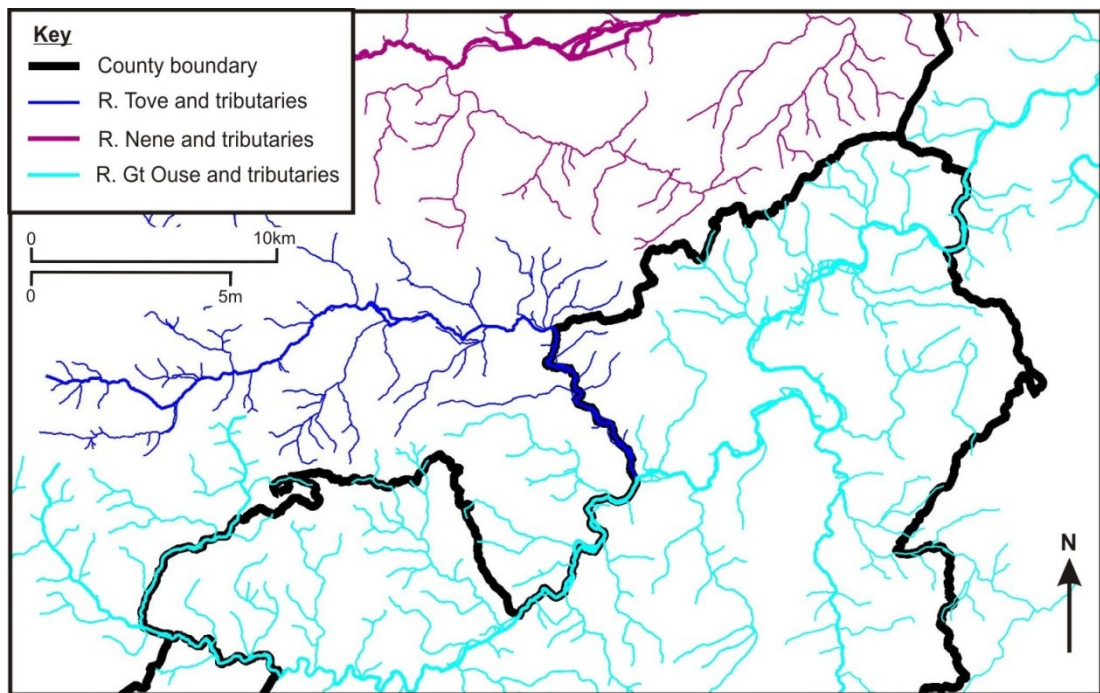 Key
County boundary
R. Tove and tributaries
R. Nene and tributaries
R. Gt Ouse and tributaries
0 10km
0 5m
N